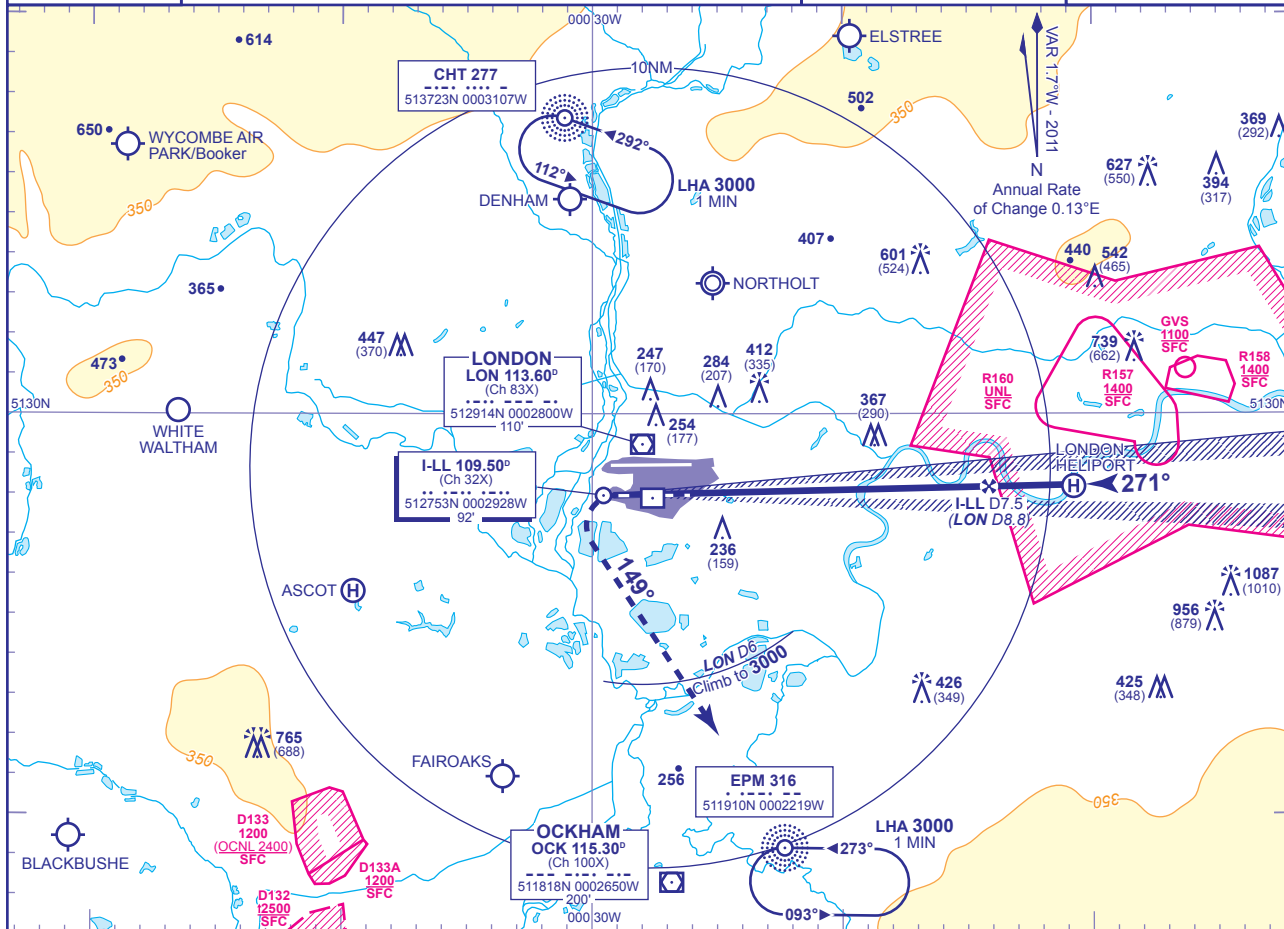 000 30W
614
ELSTREE
VAR 1.7°W - 2011
N
Annual Rate
of Change 0.13°E
CHT 277
513723N 0003107W
10NM
502
350
369
(292)
650
WYCOMBE AIR
PARK/Booker
292°
112°
LHA 3000
1 MIN
DENHAM
627
(550)
394
(317)
350
407
601
(524)
440
542
(465)
NORTHOLT
365
447
(370)
473
350
LONDON
LON 113.60ᴰ
(Ch 83X)
512914N 0002800W
110'
247
(170)
284
(207)
412
(335)
254
(177)
367
(290)
R160
UNL
SFC
739
(662)
R157
1400
SFC
GVS
1100
SFC
R158
1400
SFC
5130N
5130N
WHITE
WALTHAM
I-LL 109.50ᴰ
(Ch 32X)
512753N 0002928W
92'
LONDON
HELIPORT
H
271°
I-LL D7.5
(LON D8.8)
236
(159)
149°
ASCOT
H
1087
(1010)
956
(879)
LON D6
Climb to 3000
426
(349)
425
(348)
765
(688)
350
FAIROAKS
256
EPM 316
511910N 0002219W
350
D133
1200
(OCNL 2400)
SFC
BLACKBUSHE
D133A
1200
SFC
D132
12500
SFC
OCKHAM
OCK 115.30ᴰ
(Ch 100X)
511818N 0002650W
200'
LHA 3000
1 MIN
273°
093°
000 30W